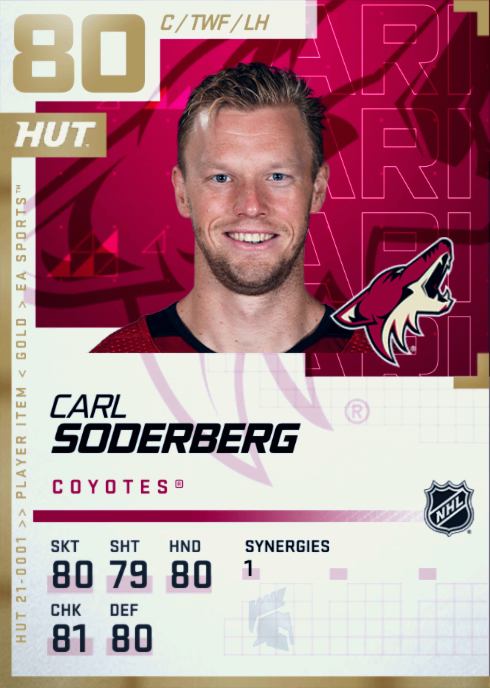 80
C / TWF / LH
ARI
ARI
ARI
ARI
HUT
HUT 21-0001 >> PLAYER ITEM < GOLD > EA SPORTS™
CARL
SODERBERG
®
COYOTES®
NHL
SKT SHT HND SYNERGIES
80 79 80 1
CHK DEF
81 80